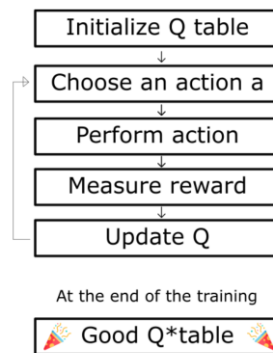 Initialize Q table
Choose an action a
Perform action
Measure reward
Update Q
At the end of the training
Good Q*table